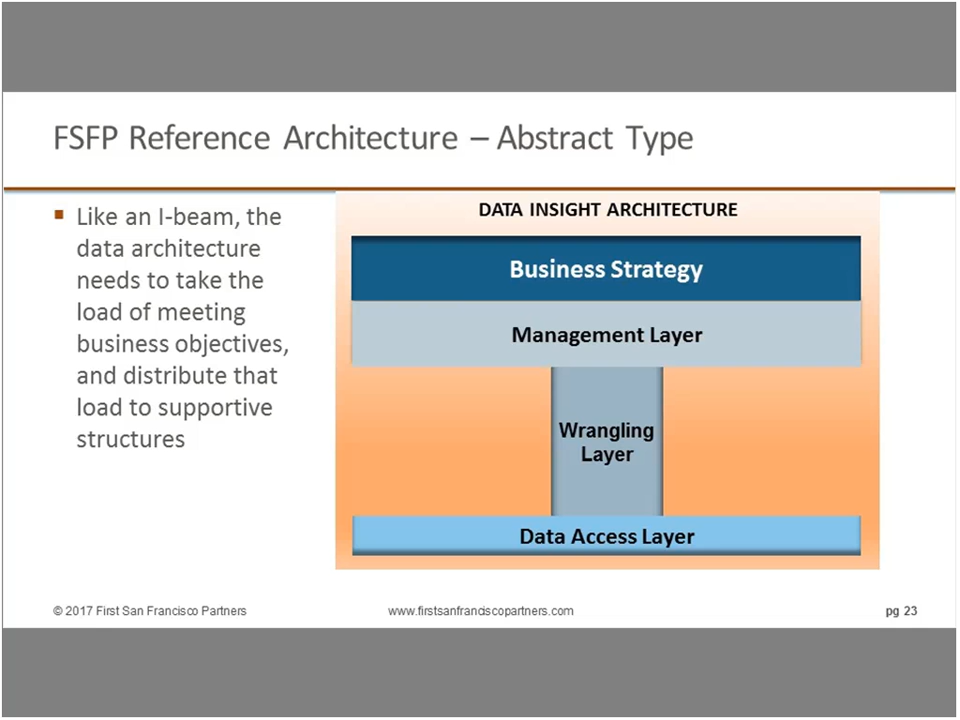 FSFP Reference Architecture – Abstract Type
▪ Like an I-beam, the
data architecture
needs to take the
load of meeting
business objectives,
and distribute that
load to supportive
structures
DATA INSIGHT ARCHITECTURE
Business Strategy
Management Layer
Wrangling
Layer
Data Access Layer
© 2017 First San Francisco Partners
www.firstsanfranciscopartners.com
pg 23